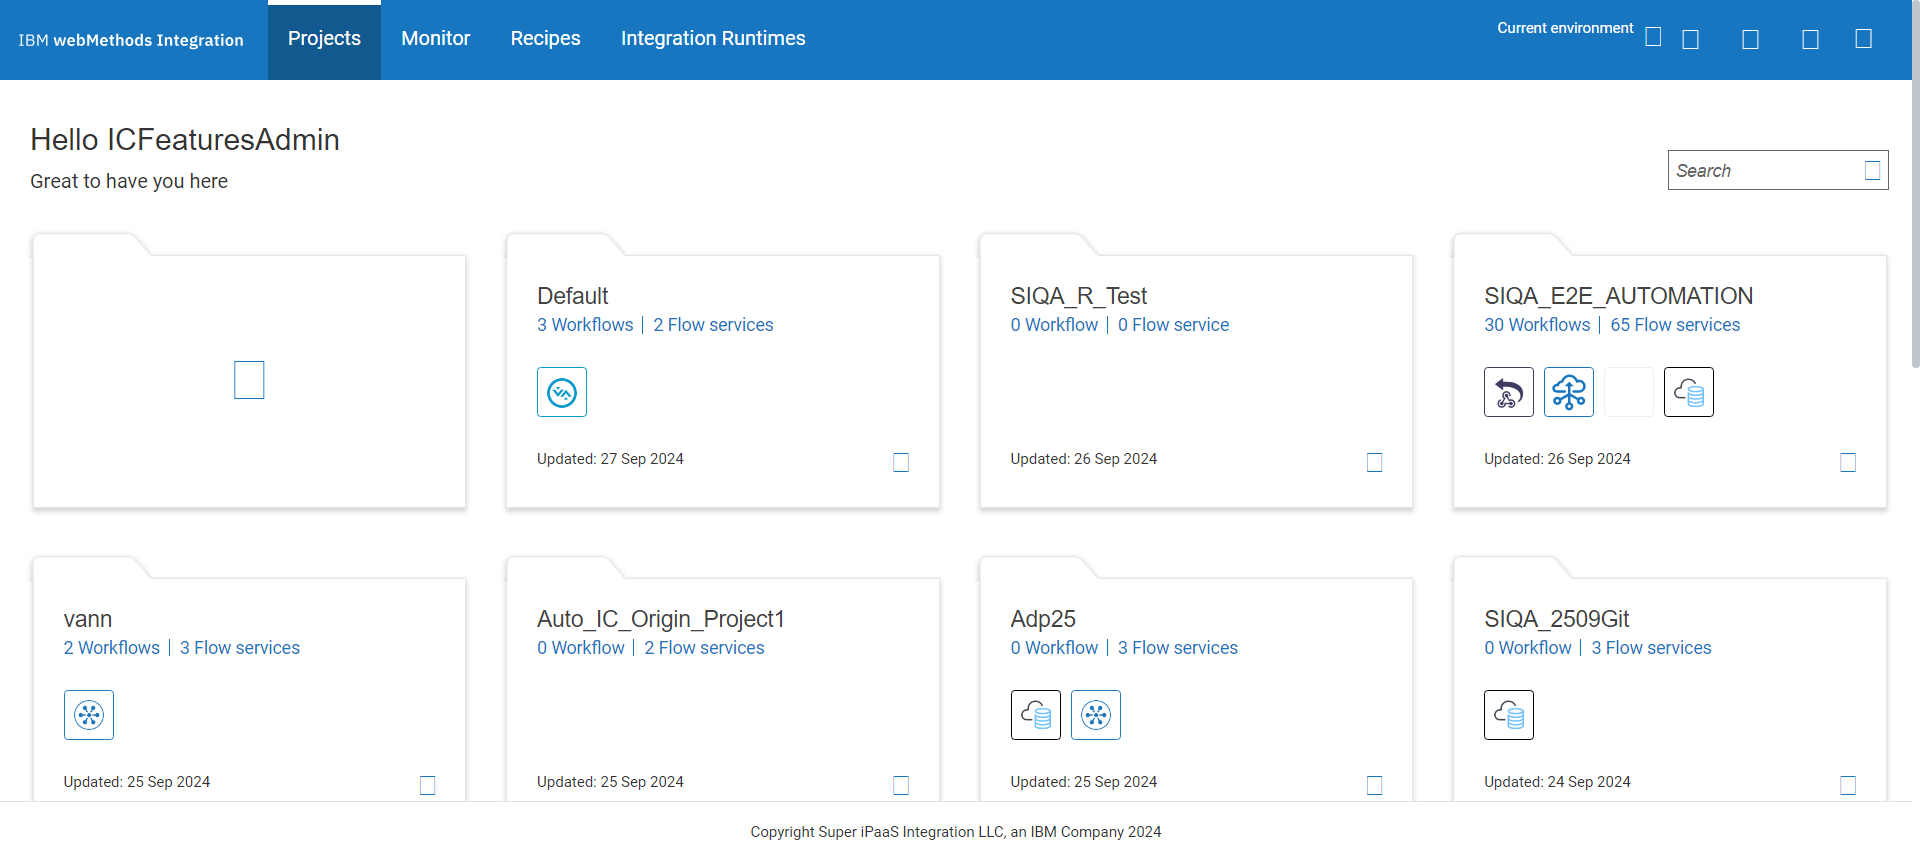 IBM webMethods Integration
Projects
Monitor
Recipes
Integration Runtimes
Current environment
Hello ICFeaturesAdmin
Great to have you here
Search
Default
3 Workflows | 2 Flow services
Updated: 27 Sep 2024
SIQA_R_Test
0 Workflow | 0 Flow service
Updated: 26 Sep 2024
SIQA_E2E_AUTOMATION
30 Workflows | 65 Flow services
Updated: 26 Sep 2024
vann
2 Workflows | 3 Flow services
Updated: 25 Sep 2024
Auto_IC_Origin_Project1
0 Workflow | 2 Flow services
Updated: 25 Sep 2024
Adp25
0 Workflow | 3 Flow services
Updated: 25 Sep 2024
SIQA_2509Git
0 Workflow | 3 Flow services
Updated: 24 Sep 2024
Copyright Super iPaaS Integration LLC, an IBM Company 2024